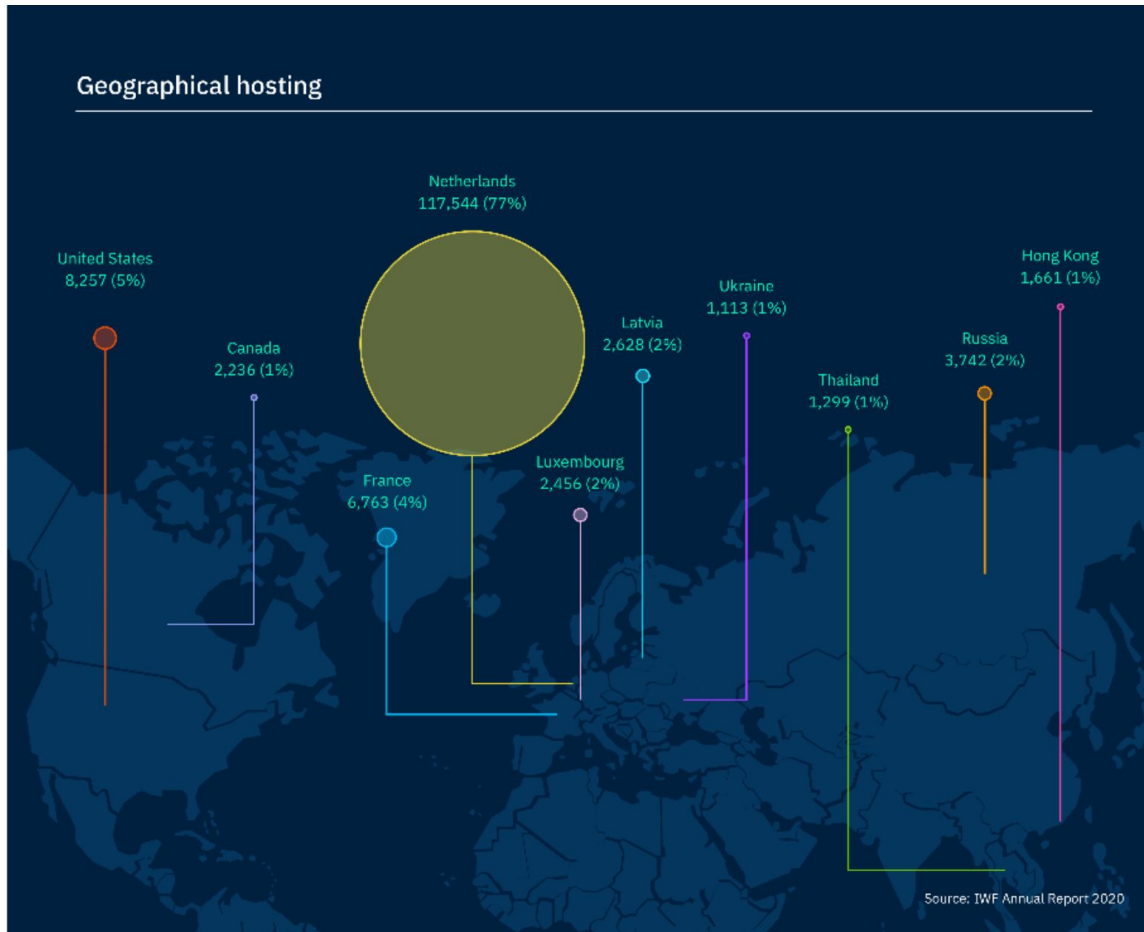 Geographical hosting
Netherlands
117,544 (77%)
United States
8,257 (5%)
Hong Kong
1,661 (1%)
Ukraine
1,113 (1%)
Latvia
2,628 (2%)
Russia
3,742 (2%)
Canada
2,236 (1%)
Thailand
1,299 (1%)
Luxembourg
2,456 (2%)
France
6,763 (4%)
Source: IWF Annual Report 2020